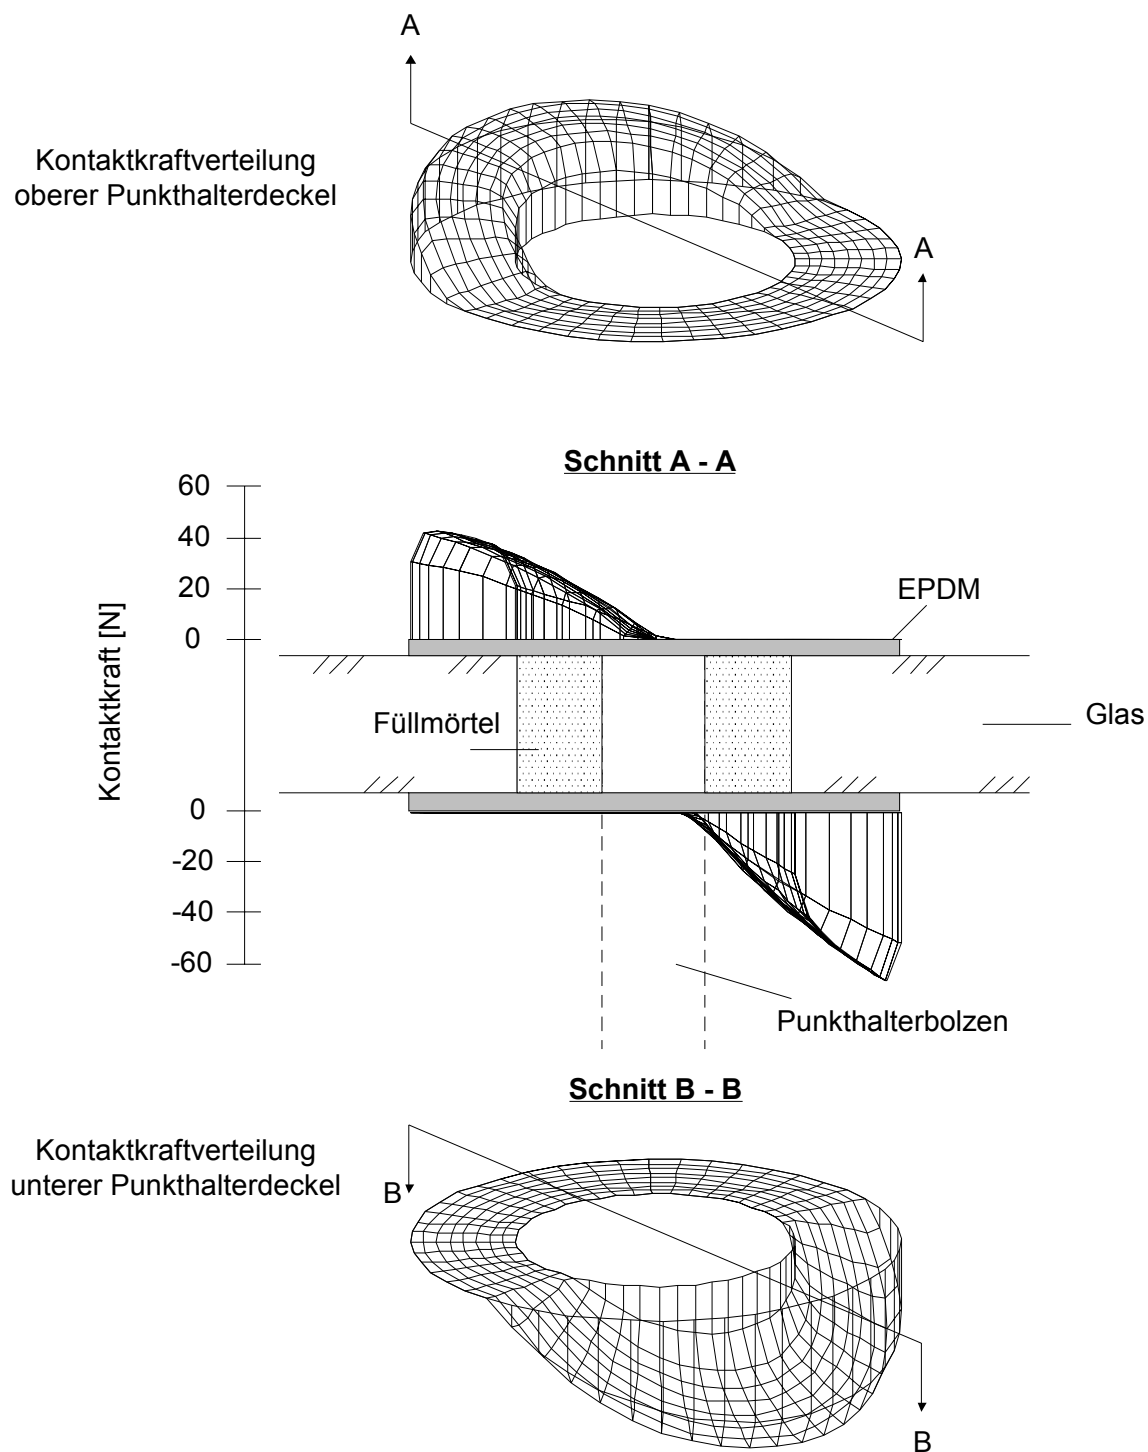 A
Kontaktkraftverteilung
oberer Punkthalterdeckel
A
Schnitt A - A
60
40
20
0
Kontaktkraft [N]
EPDM
Füllmörtel
Glas
0
-20
-40
-60
Punkthalterbolzen
Schnitt B - B
Kontaktkraftverteilung
unterer Punkthalterdeckel
B
B